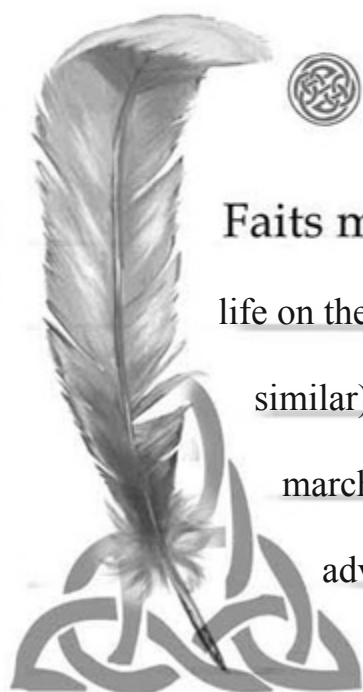 Faits m
life on the
similar)
march
adv